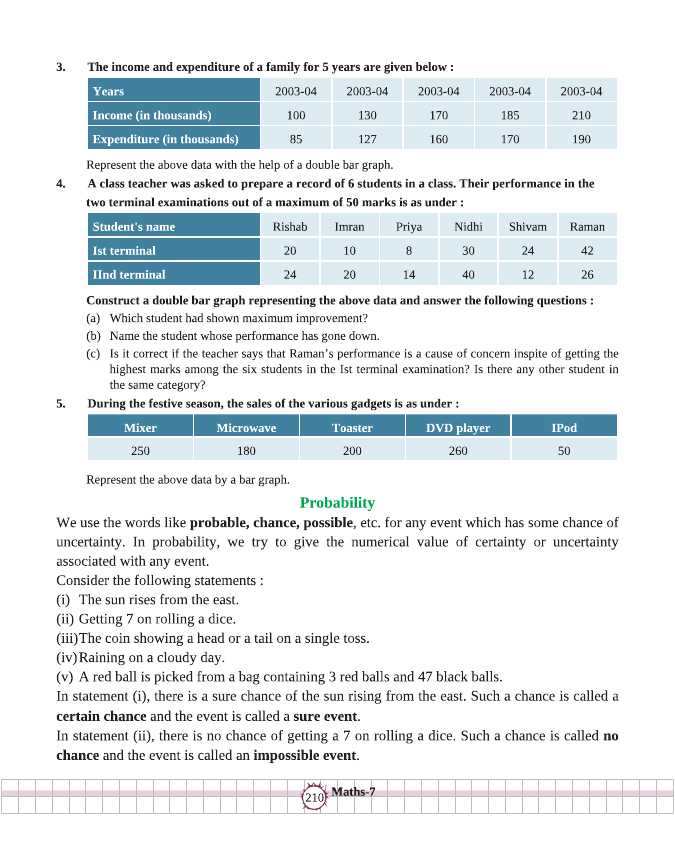 3. The income and expenditure of a family for 5 years are given below :
Years 2003-04 2003-04 2003-04 2003-04 2003-04
Income (in thousands) 100 130 170 185 210
Expenditure (in thousands) 85 127 160 170 190
Represent the above data with the help of a double bar graph.
4. A class teacher was asked to prepare a record of 6 students in a class. Their performance in the
two terminal examinations out of a maximum of 50 marks is as under :
Student's name Rishab Imran Priya Nidhi Shivam Raman
Ist terminal 20 10 8 30 24 42
IInd terminal 24 20 14 40 12 26
Construct a double bar graph representing the above data and answer the following questions :
(a) Which student had shown maximum improvement?
(b) Name the student whose performance has gone down.
(c) Is it correct if the teacher says that Raman's performance is a cause of concern inspite of getting the
highest marks among the six students in the Ist terminal examination? Is there any other student in
the same category?
5. During the festive season, the sales of the various gadgets is as under :
Mixer Microwave Toaster DVD player IPod
250 180 200 260 50
Represent the above data by a bar graph.
Probability
We use the words like probable, chance, possible, etc. for any event which has some chance of
uncertainty. In probability, we try to give the numerical value of certainty or uncertainty
associated with any event.
Consider the following statements :
(i) The sun rises from the east.
(ii) Getting 7 on rolling a dice.
(iii)The coin showing a head or a tail on a single toss.
(iv)Raining on a cloudy day.
(v) A red ball is picked from a bag containing 3 red balls and 47 black balls.
In statement (i), there is a sure chance of the sun rising from the east. Such a chance is called a
certain chance and the event is called a sure event.
In statement (ii), there is no chance of getting a 7 on rolling a dice. Such a chance is called no
chance and the event is called an impossible event.
210 Maths-7